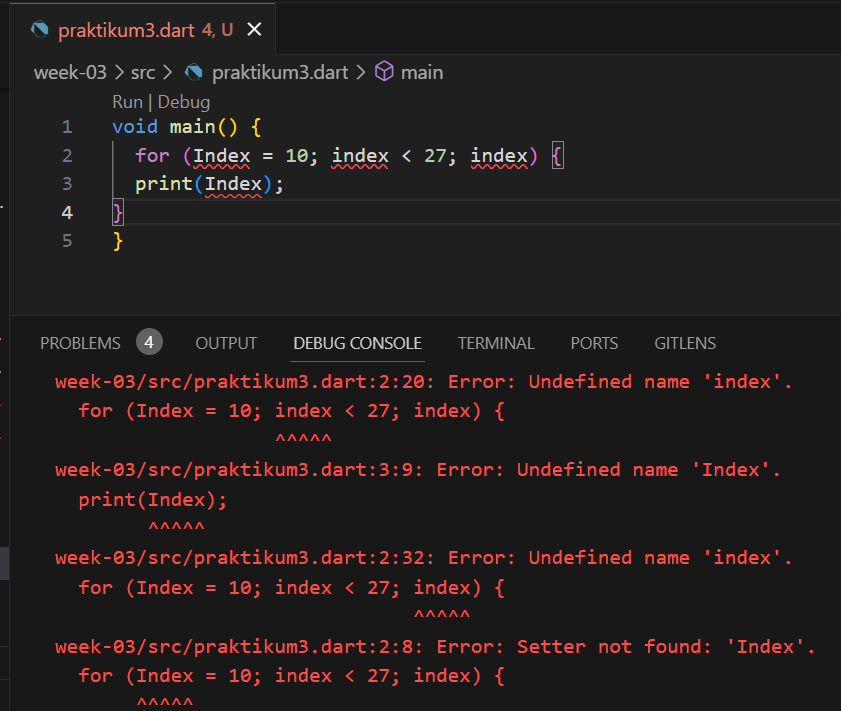 praktikum3.dart 4, U
week-03 > src > praktikum3.dart > main
Run | Debug
1 void main() {
2 for (Index = 10; index < 27; index) {
3 print(Index);
4 }
5 }
PROBLEMS 4 OUTPUT DEBUG CONSOLE TERMINAL PORTS GITLENS
week-03/src/praktikum3.dart:2:20: Error: Undefined name 'index'.
for (Index = 10; index < 27; index) {
^^^^^
week-03/src/praktikum3.dart:3:9: Error: Undefined name 'Index'.
print(Index);
^^^^^
week-03/src/praktikum3.dart:2:32: Error: Undefined name 'index'.
for (Index = 10; index < 27; index) {
^^^^^
week-03/src/praktikum3.dart:2:8: Error: Setter not found: 'Index'.
for (Index = 10; index < 27; index) {
^^^^^